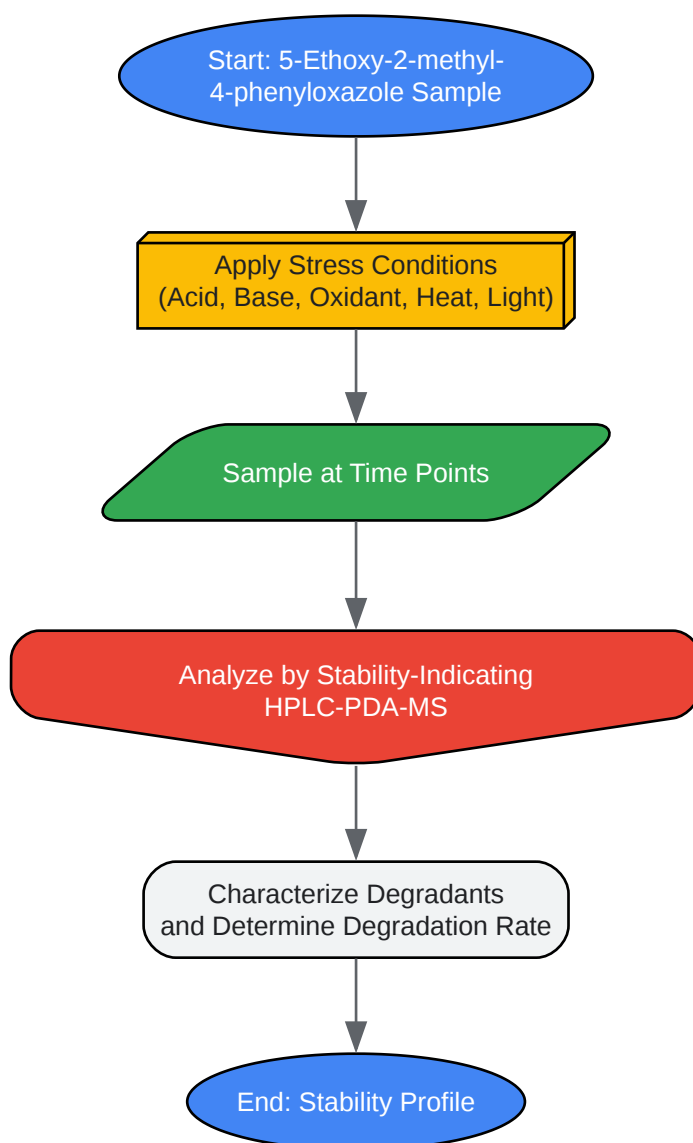 Start: 5-Ethoxy-2-methyl-
4-phenyloxazole Sample
Apply Stress Conditions
(Acid, Base, Oxidant, Heat, Light)
Sample at Time Points
Analyze by Stability-Indicating
HPLC-PDA-MS
Characterize Degradants
and Determine Degradation Rate
End: Stability Profile